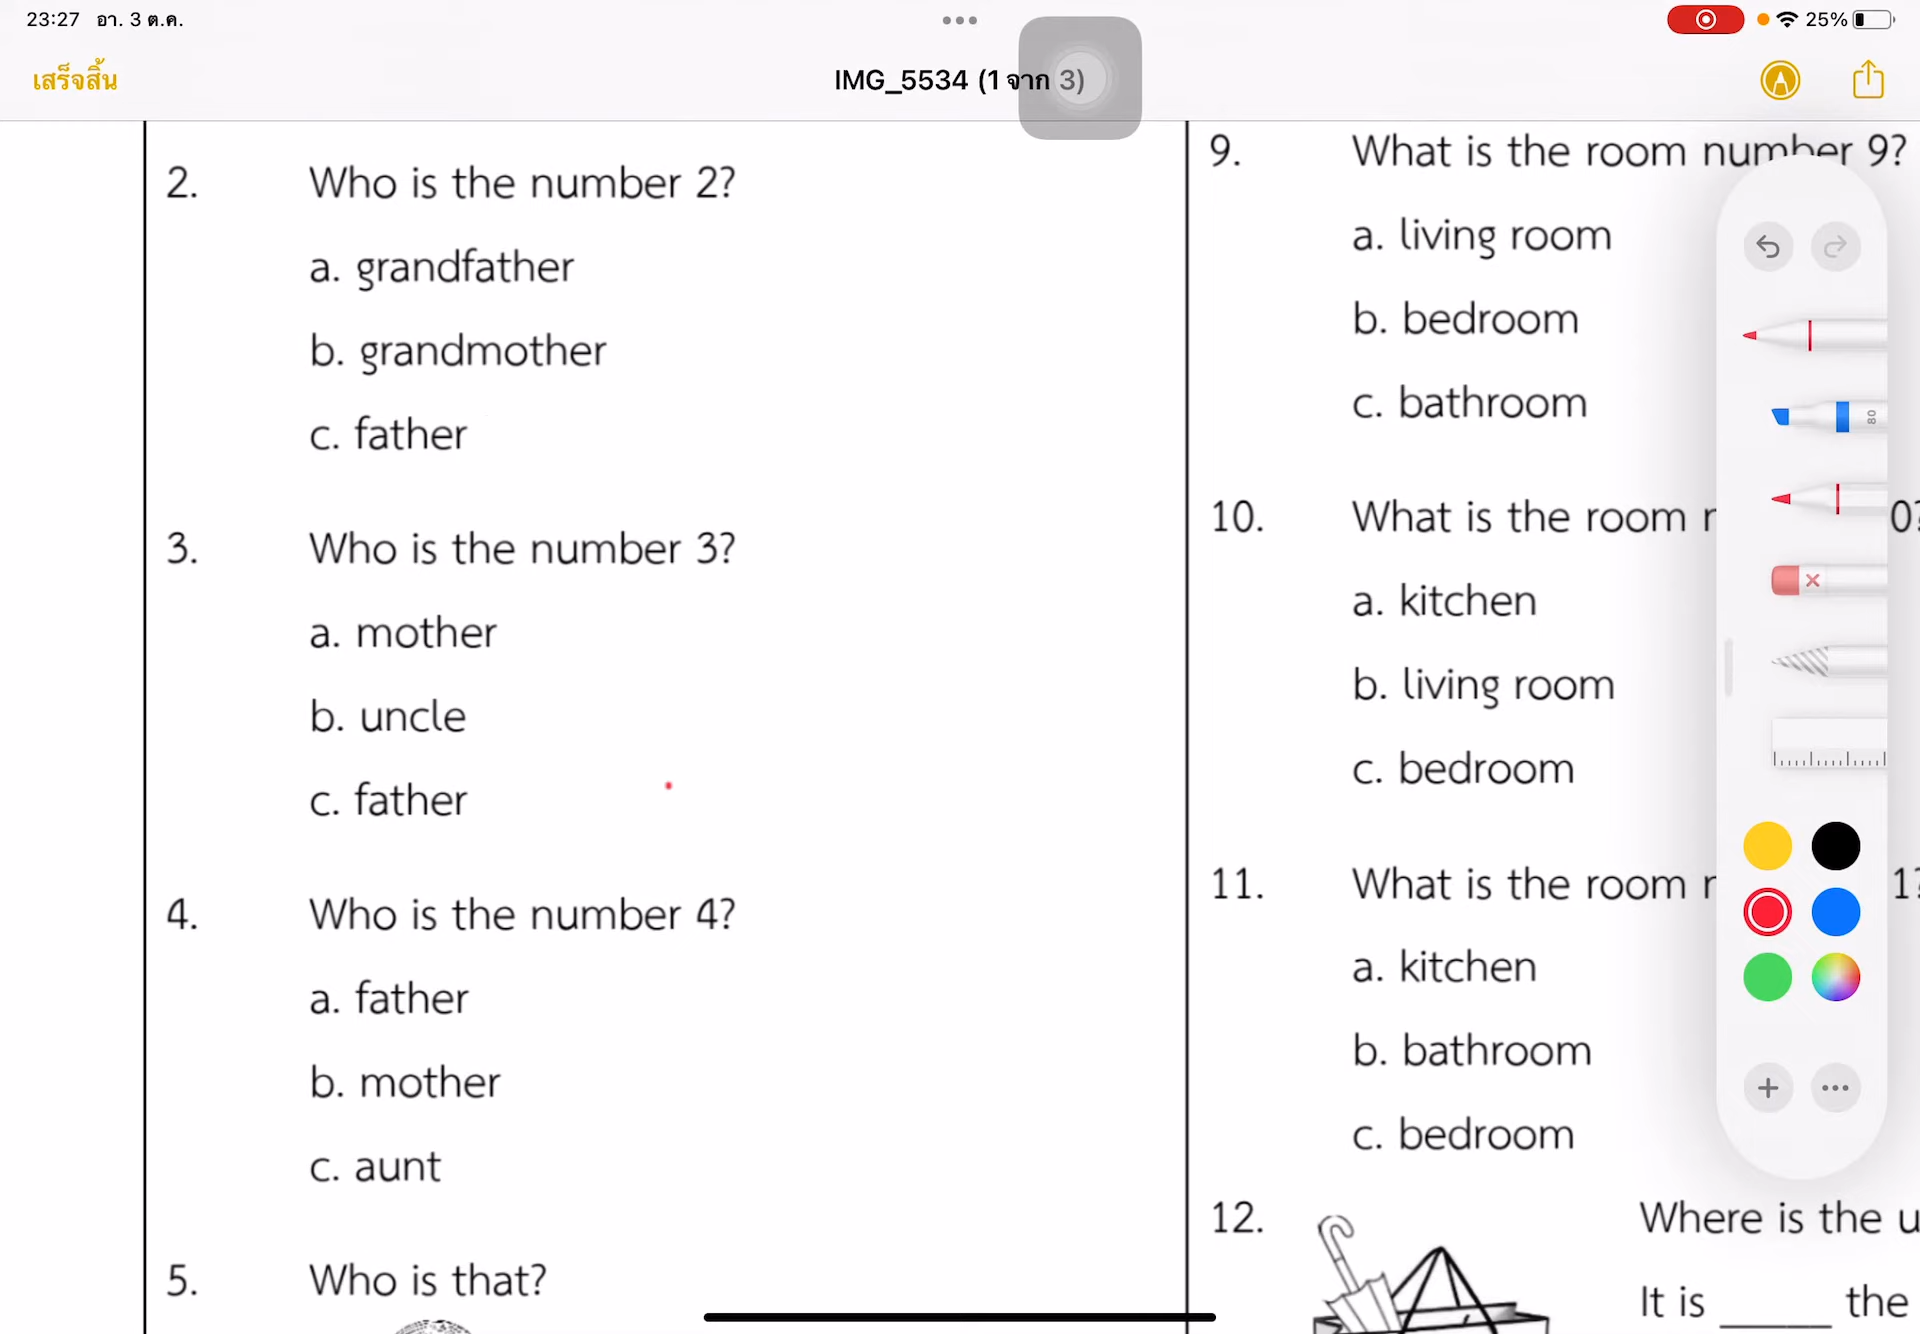 23:27 อา. 3 ต.ค.
25%
เสร็จสิ้น
IMG_5534 (1 จาก 3)
2. Who is the number 2?
a. grandfather
b. grandmother
c. father
3. Who is the number 3?
a. mother
b. uncle
c. father
4. Who is the number 4?
a. father
b. mother
c. aunt
5. Who is that?
9. What is the room number 9?
a. living room
b. bedroom
c. bathroom
10. What is the room 0?
a. kitchen
b. living room
c. bedroom
11. What is the room 1?
a. kitchen
b. bathroom
c. bedroom
12. Where is the u
It is ______ the
80